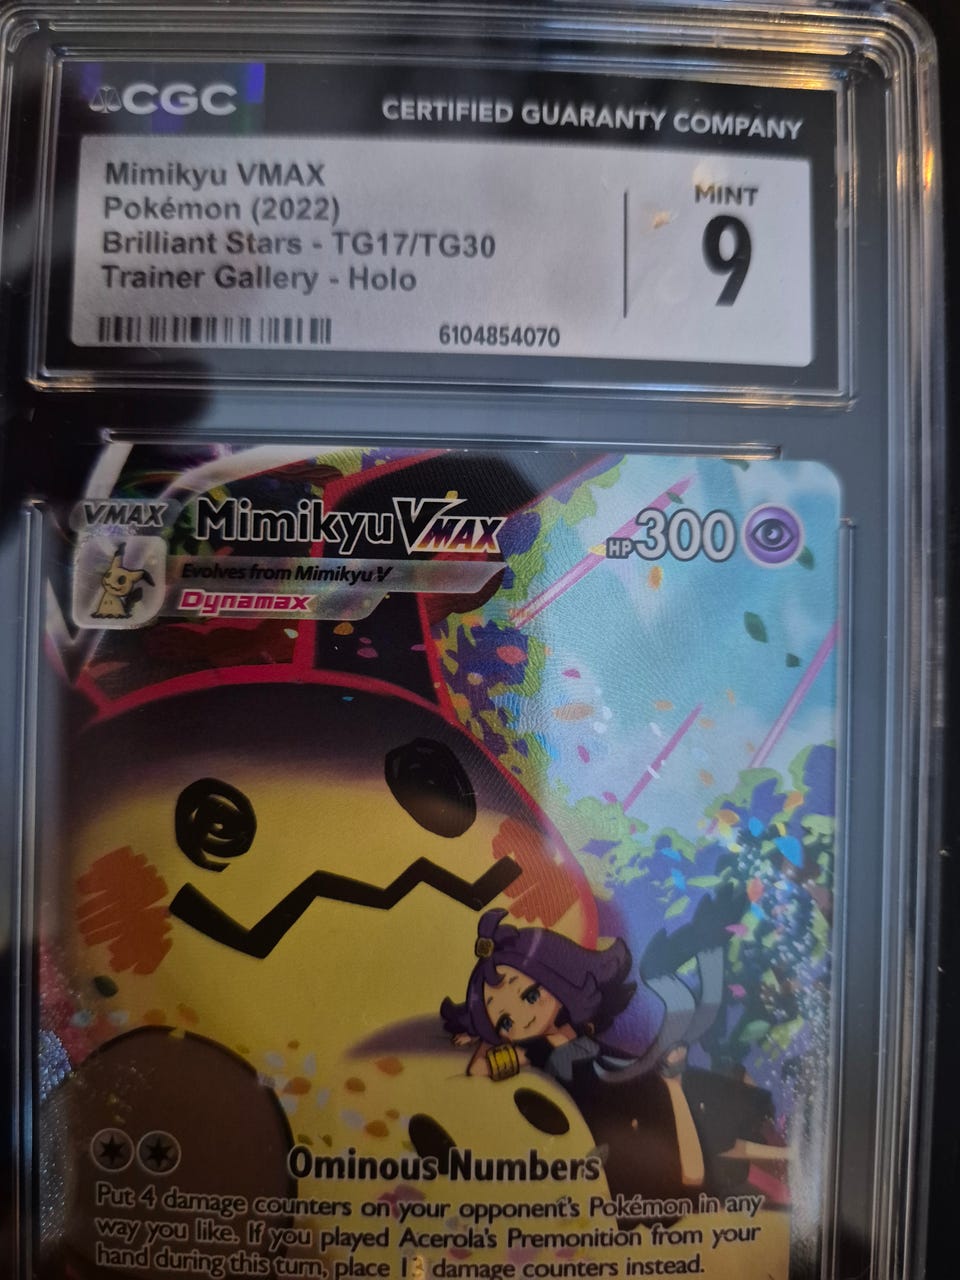 CGC
CERTIFIED GUARANTY COMPANY
Mimikyu VMAX
Pokémon (2022)
Brilliant Stars - TG17/TG30
Trainer Gallery - Holo
MINT
9
6104854070
VMAX
Mimikyu VMAX
HP 300
Evolves from Mimikyu V
Dynamax
Ominous Numbers
Put 4 damage counters on your opponent's Pokémon in any
way you like. If you played Acerola's Premonition from your
hand during this turn, place 13 damage counters instead.